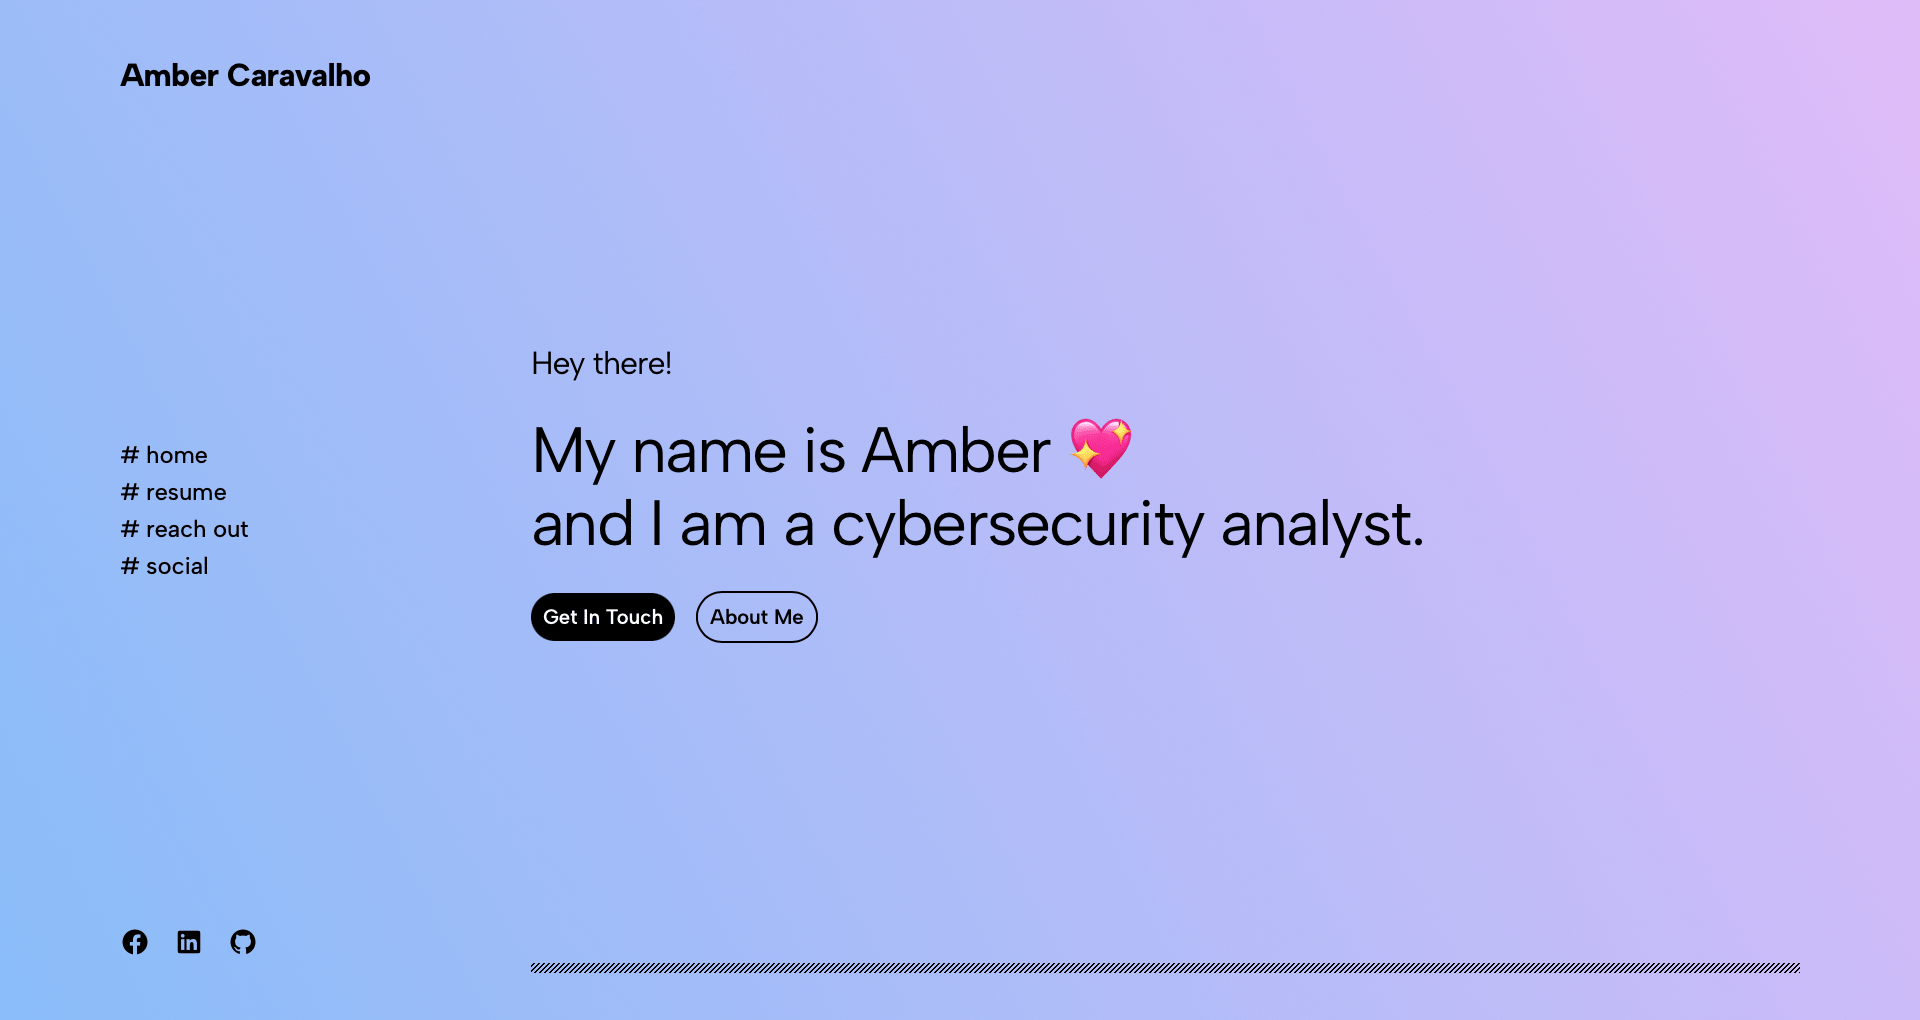 Amber Caravalho
Hey there!
My name is Amber 💖
and I am a cybersecurity analyst.
# home
# resume
# reach out
# social
Get In Touch
About Me